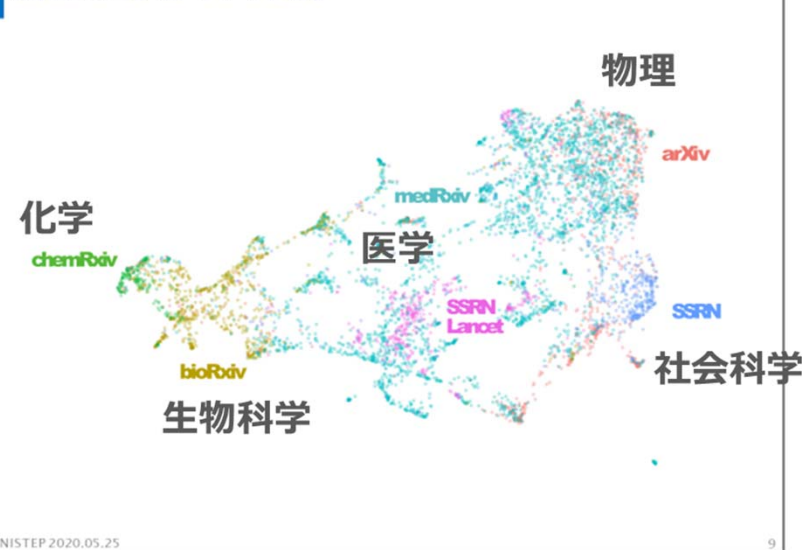 物理
arXiv
medRxiv
化学
医学
chemRxiv
SSRN
Lancet
SSRN
社会科学
bioRxiv
生物科学
NISTEP 2020.05.25
9